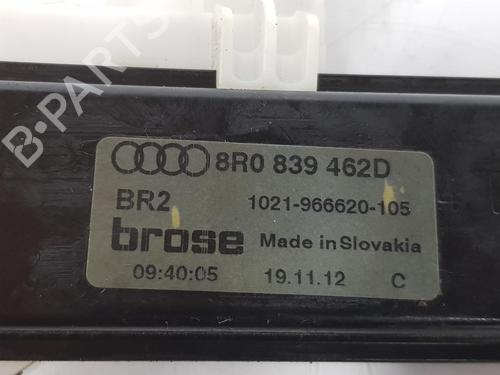 8R0 839 462D
BR2 1021-966620-105
brose Made in Slovakia
09:40:05 19.11.12 C
B-PARTS